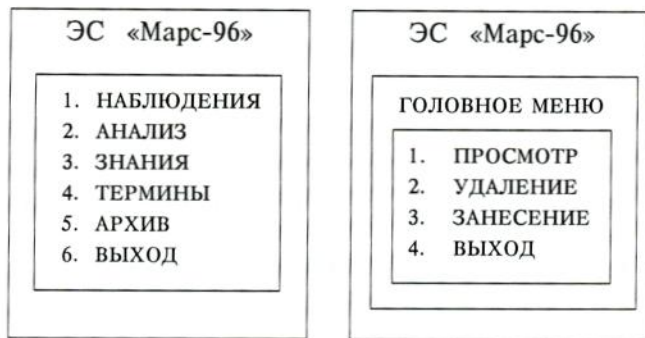 ЭС «Марс-96»
1. НАБЛЮДЕНИЯ
2. АНАЛИЗ
3. ЗНАНИЯ
4. ТЕРМИНЫ
5. АРХИВ
6. ВЫХОД
ЭС «Марс-96»
ГОЛОВНОЕ МЕНЮ
1. ПРОСМОТР
2. УДАЛЕНИЕ
3. ЗАНЕСЕНИЕ
4. ВЫХОД